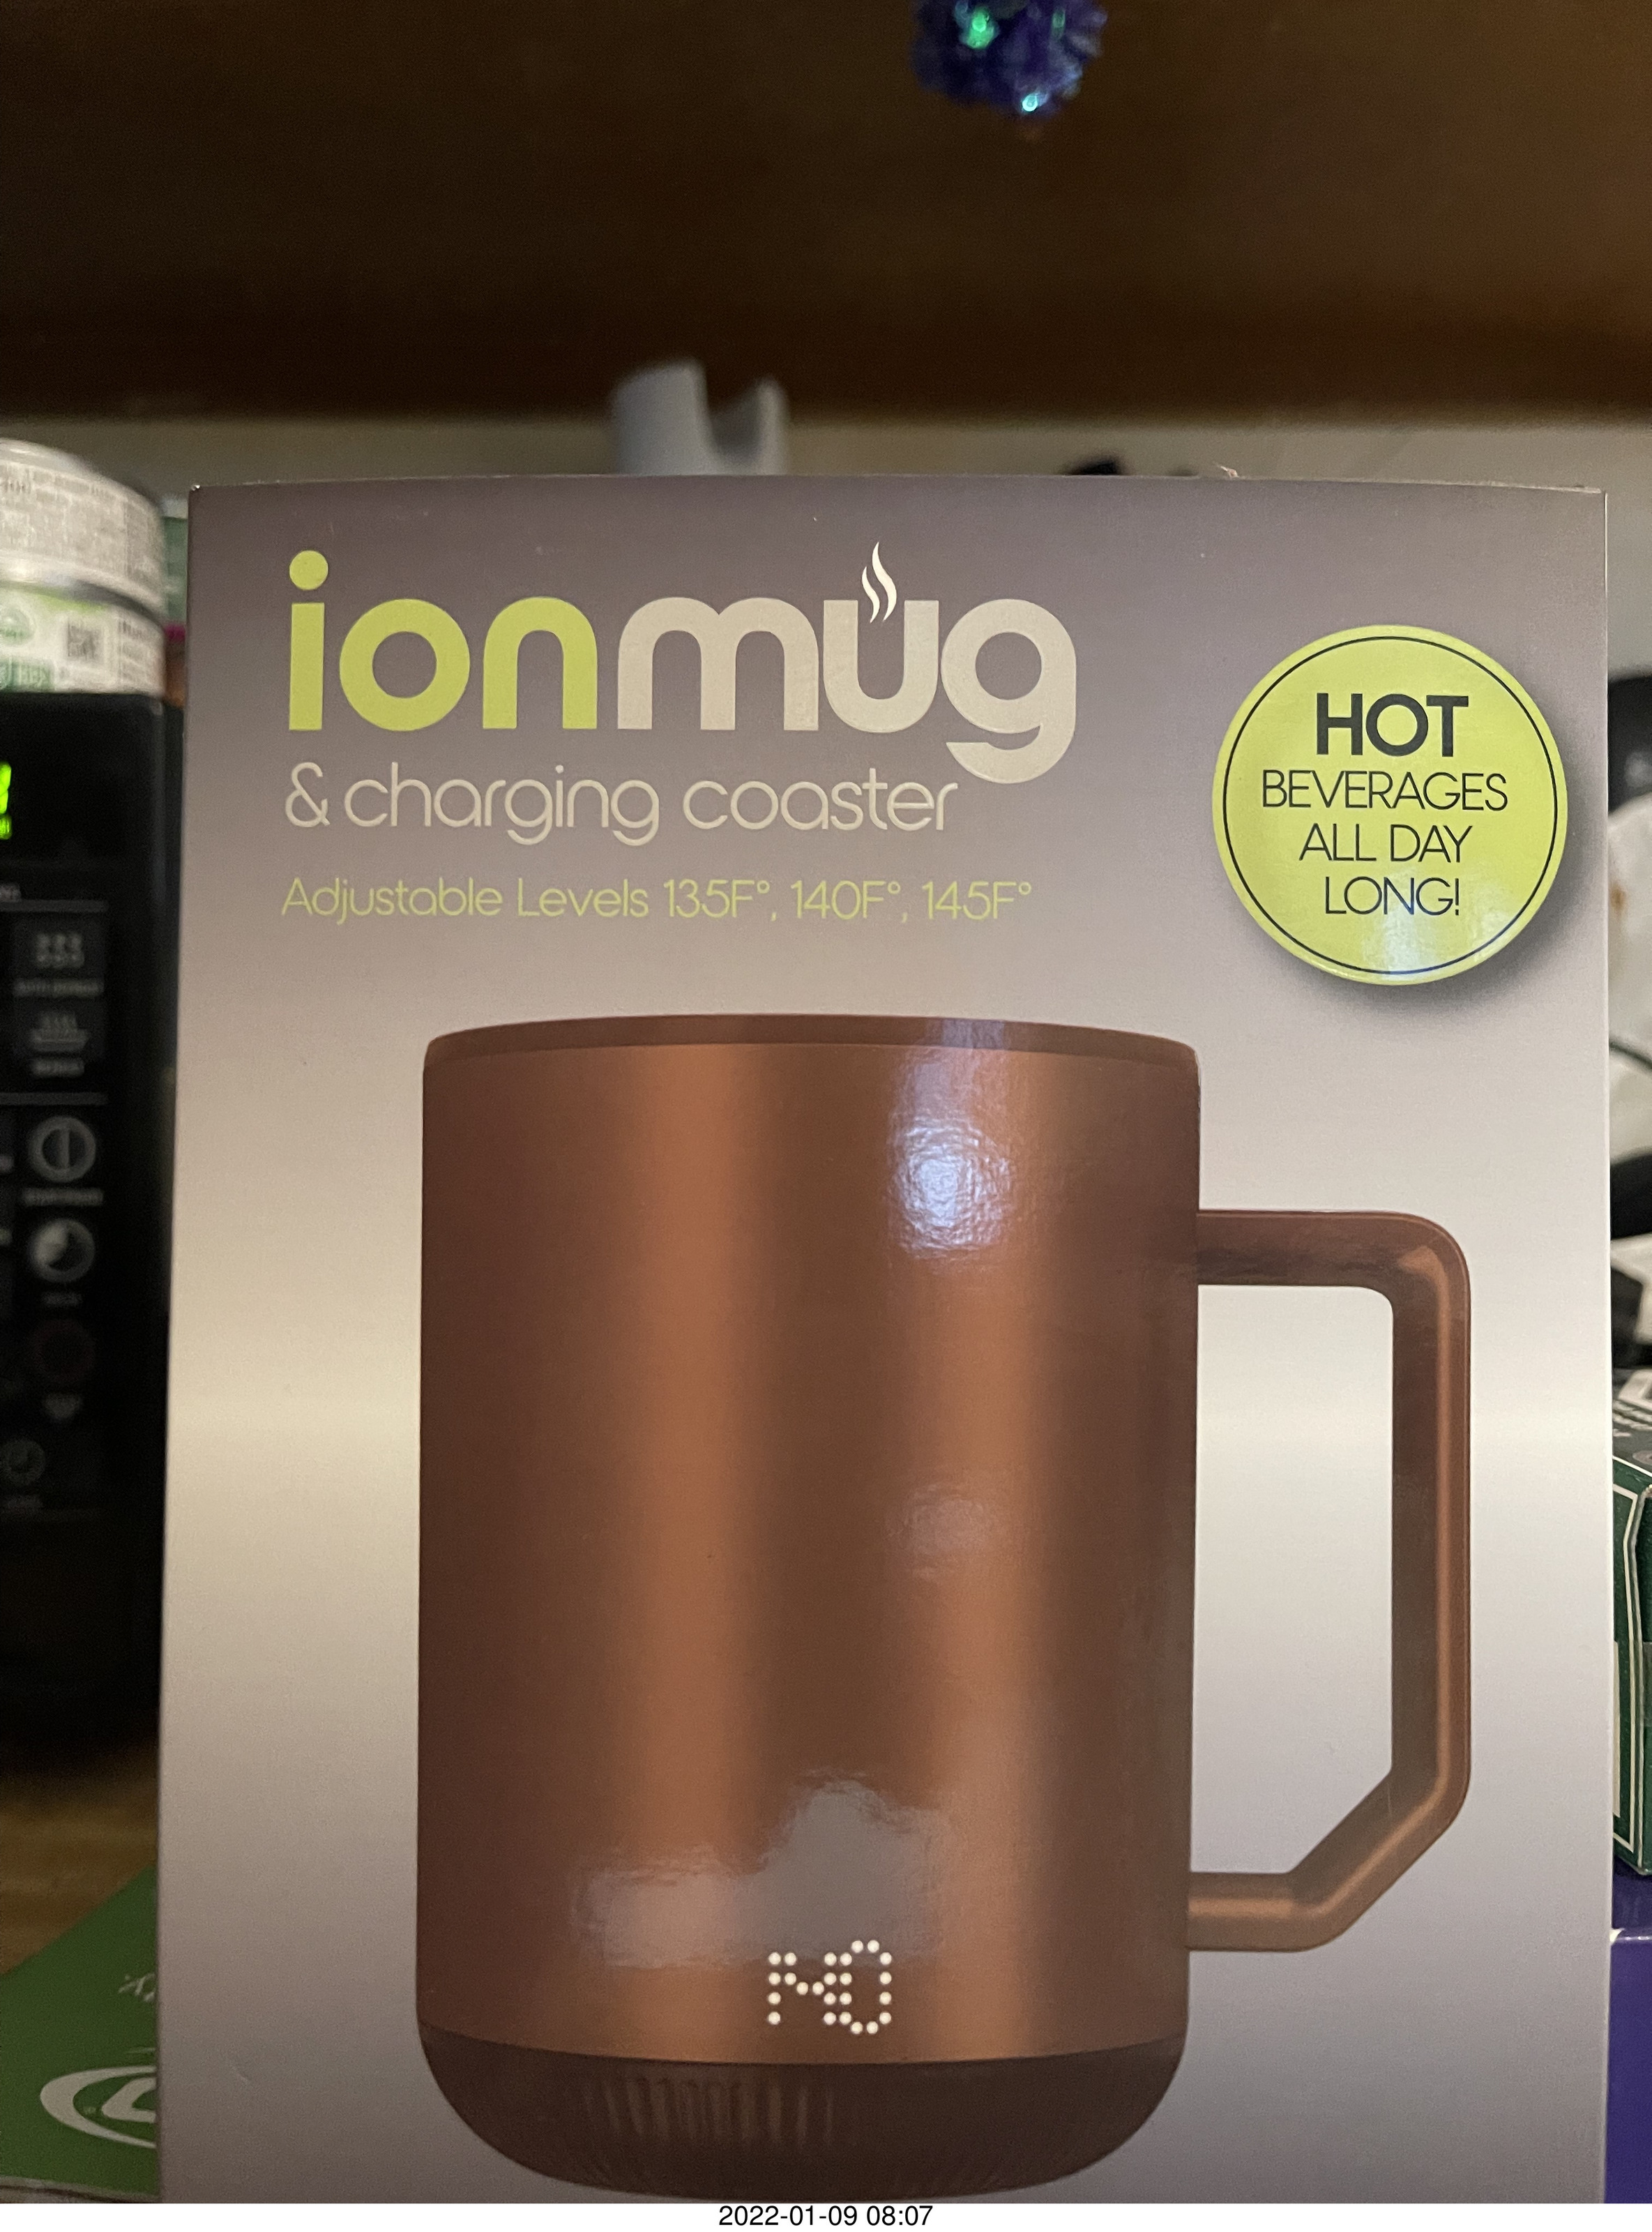 ionmug
& charging coaster
Adjustable Levels 135F°, 140F°, 145F°
HOT
BEVERAGES
ALL DAY
LONG!
2022-01-09 08:07